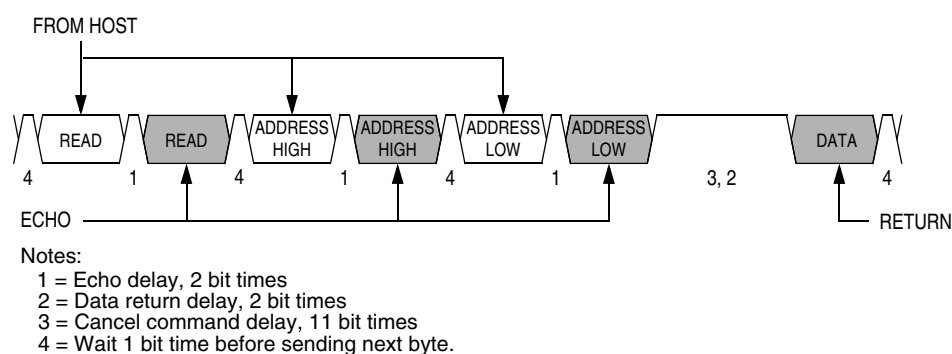 FROM HOST
READ READ ADDRESS HIGH ADDRESS HIGH ADDRESS LOW ADDRESS LOW DATA
4 1 4 1 4 1 3, 2 4
ECHO RETURN
Notes:
1 = Echo delay, 2 bit times
2 = Data return delay, 2 bit times
3 = Cancel command delay, 11 bit times
4 = Wait 1 bit time before sending next byte.